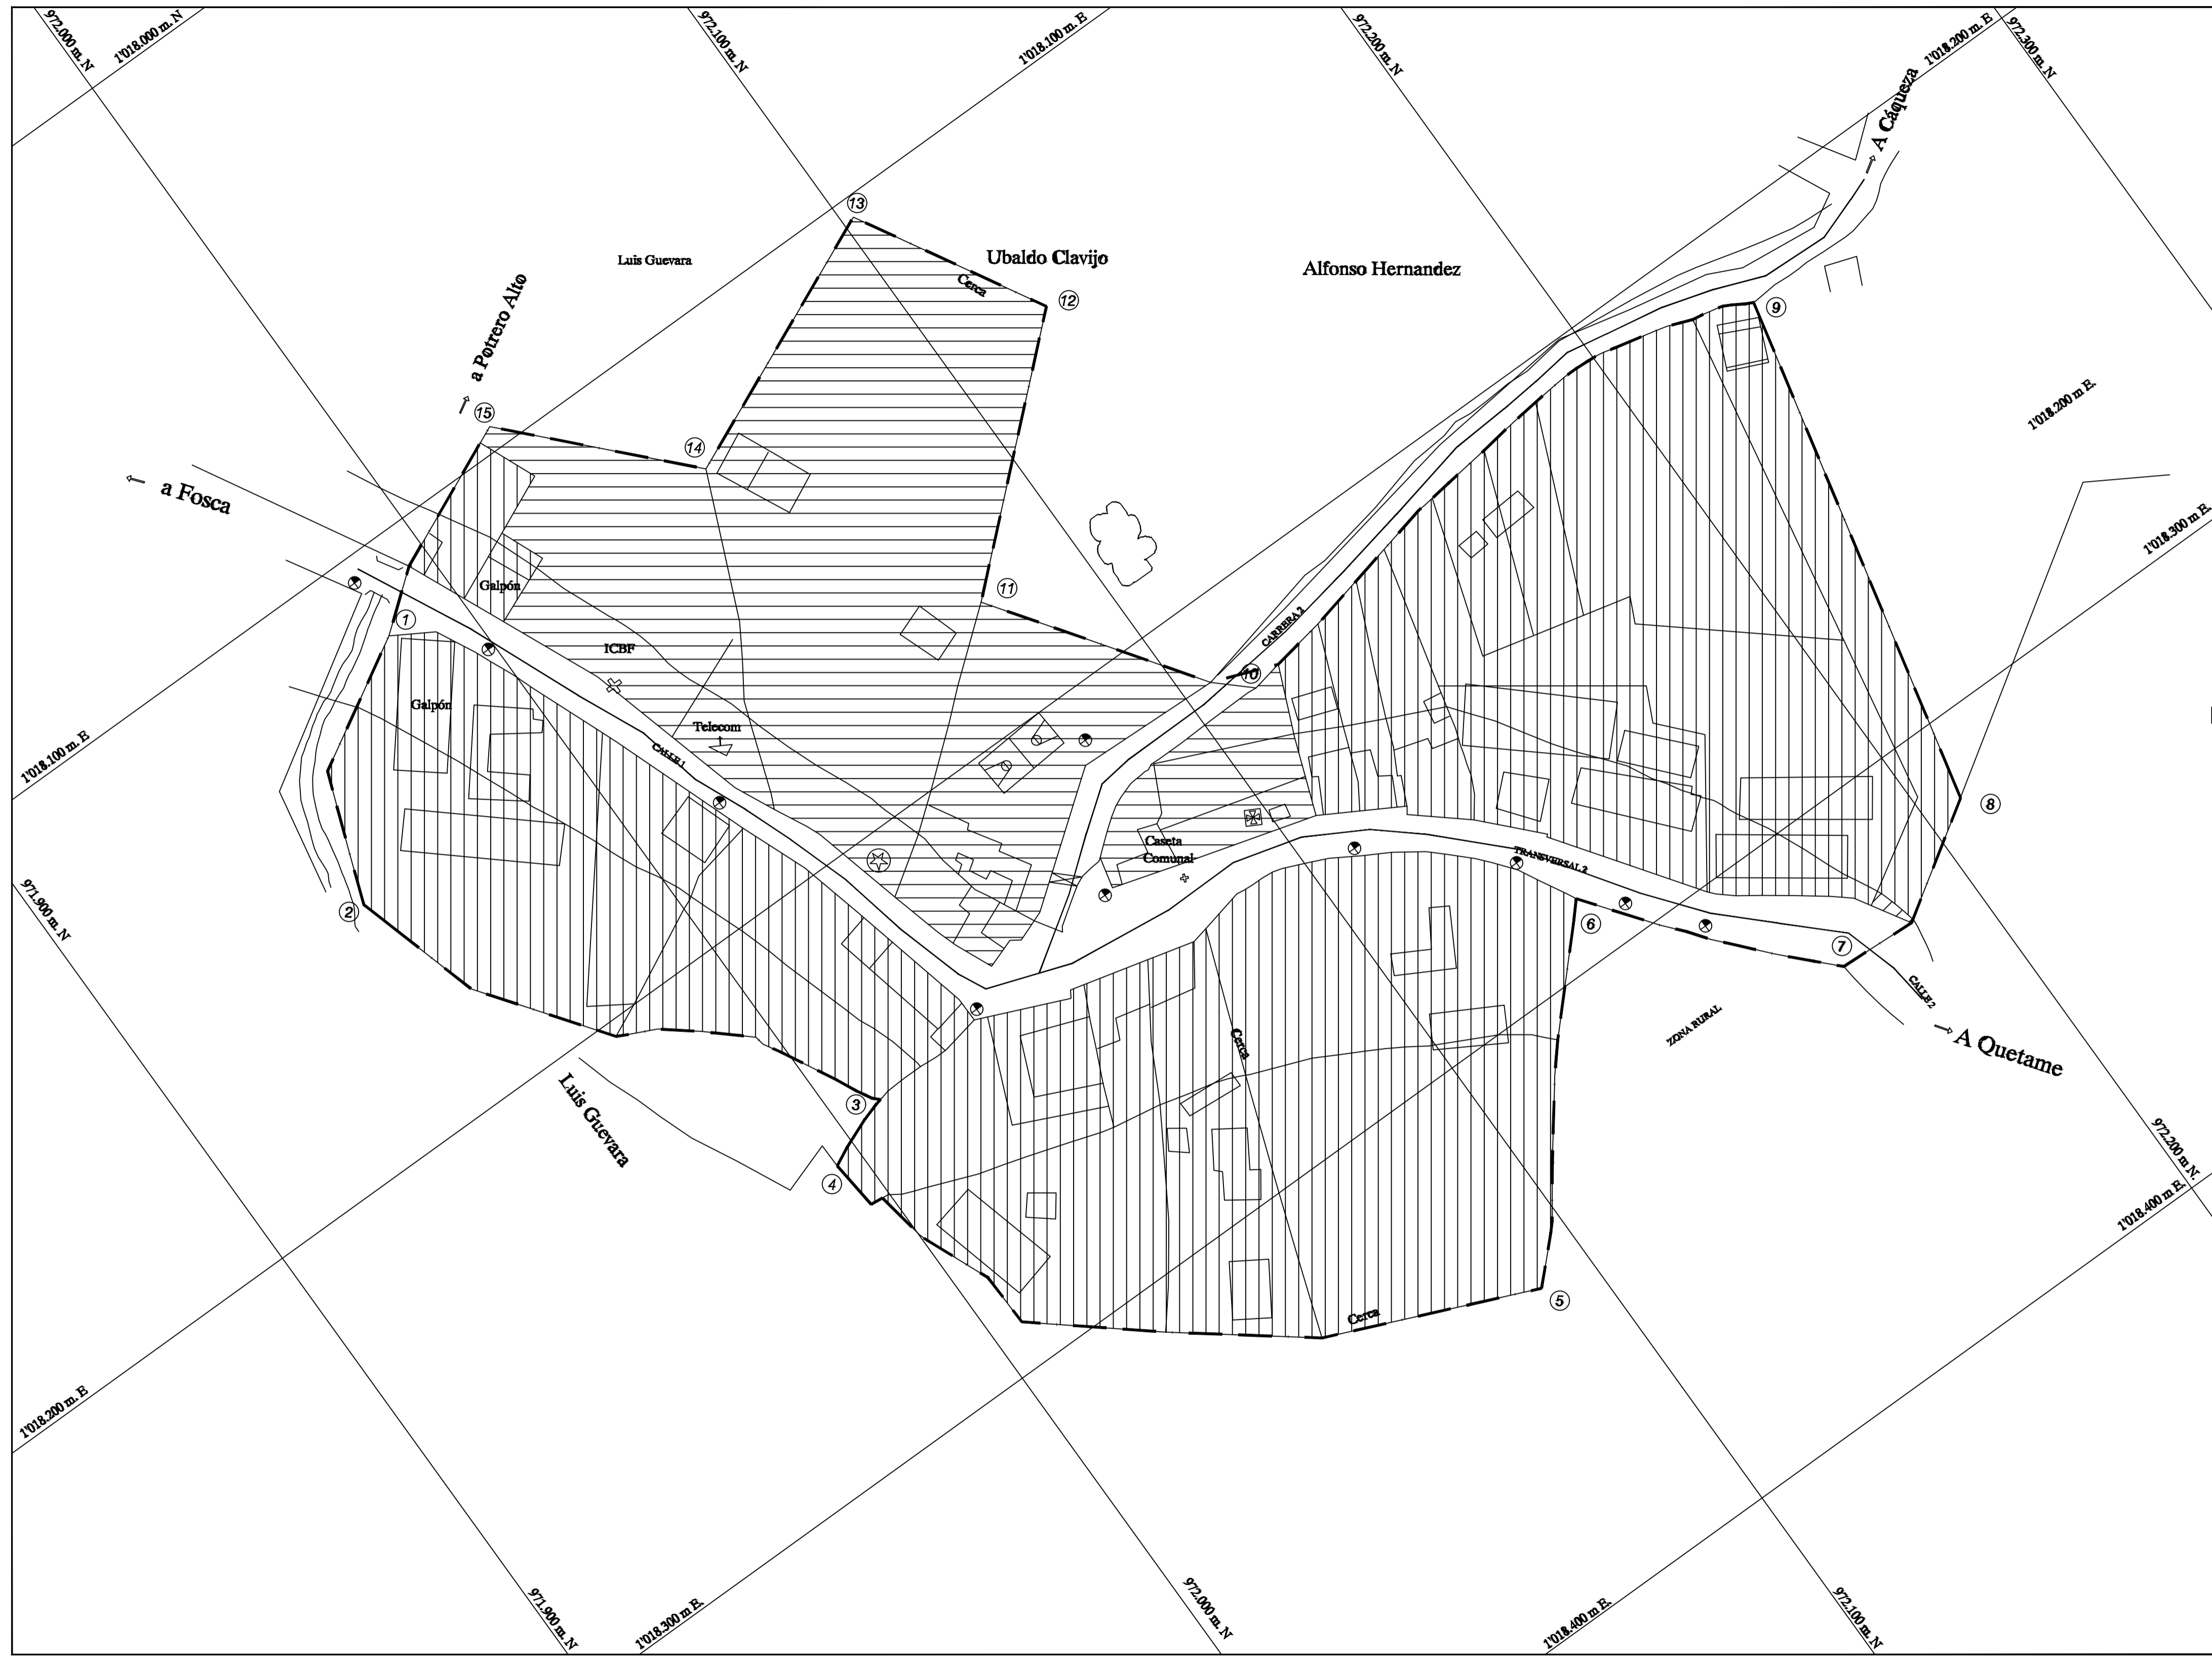 972.000 m. N
1'018.000 m. N
972.100 m. N
1'018.100 m. E
972.200 m. N
1'018.200 m. E
972.300 m. N
A Cáqueza
13
Luis Guevara
Ubaldo Clavijo
Alfonso Hernandez
Cerca
12
9
a Potrero Alto
15
14
1'018.200 m E.
a Fosca
1'018.300 m E.
Galpón
11
1
CARRERA 2
ICBF
10
Galpón
Telecom
CALLE 1
1'018.100 m. E
8
Caseta
Comunal
TRANSVERSAL 2
971.900 m. N
2
6
7
CALLE 2
ZONA RURAL
A Quetame
Cerca
Luis Guevara
3
4
972.200 m N.
1'018.400 m E.
5
Cerca
1'018.200 m. E
971.900 m. N
1'018.300 m E.
972.000 m. N
1'018.400 m E.
972.100 m. N